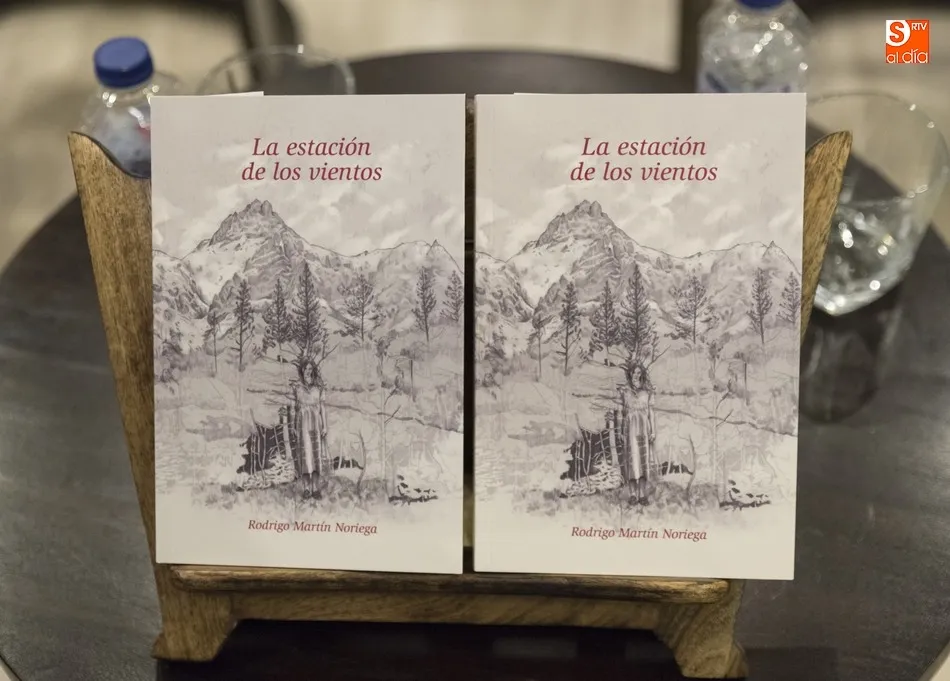 S RTV
al día
La estación
de los vientos
Rodrigo Martín Noriega
La estación
de los vientos
Rodrigo Martín Noriega